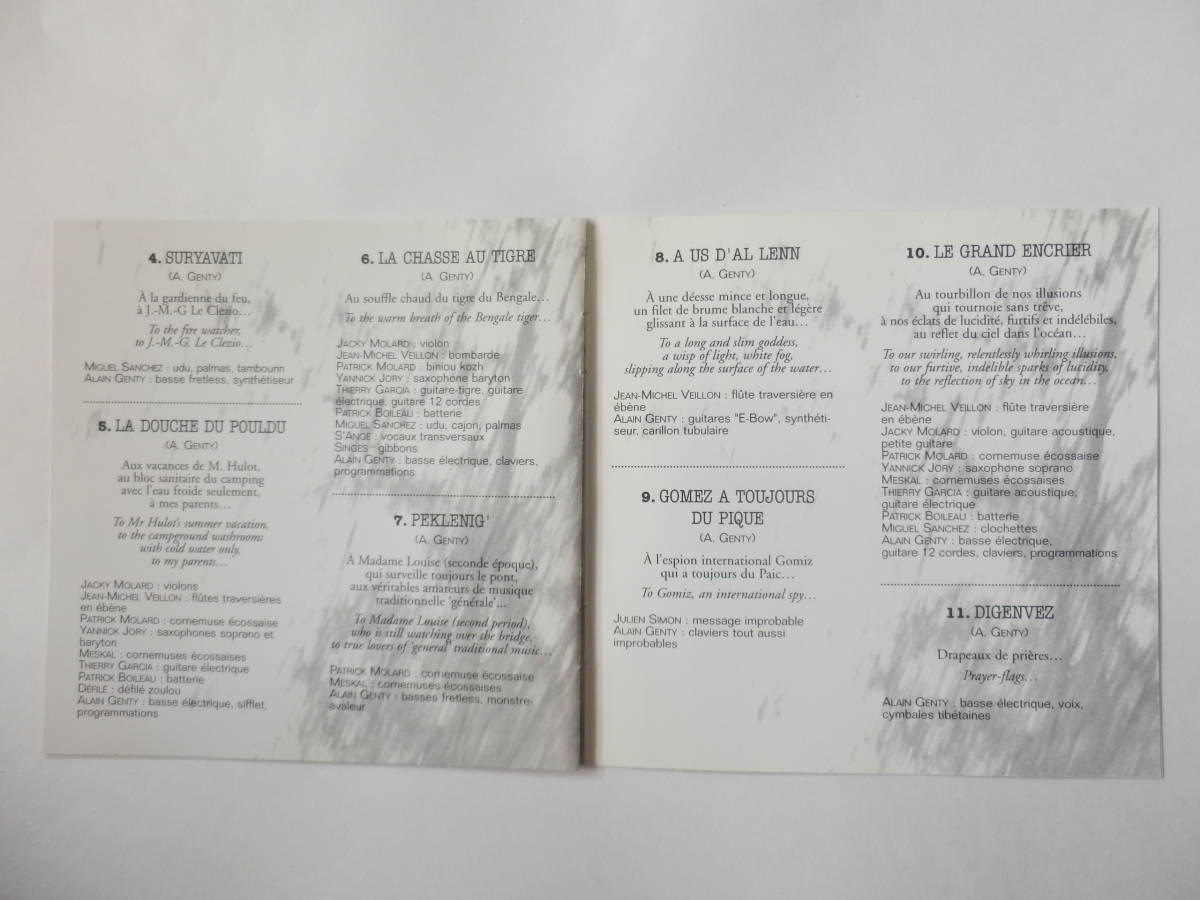 4. SURYAVATI
(A. GENTY)
À la gardienne du feu,
à J.-M.-G Le Clezio...
To the fire watcher,
to J.-M.-G. Le Clezio...
MIGUEL SANCHEZ : udu, palmas, tambourin
ALAIN GENTY : basse fretless, synthétiseur
5. LA DOUCHE DU POULDU
(A. GENTY)
Aux vacances de M. Hulot,
au bloc sanitaire du camping
avec l'eau froide seulement,
à mes parents...
To Mr Hulot's summer vacation,
to the campground washrooms
with cold water only,
to my parents...
JACKY MOLARD : violons
JEAN-MICHEL VEILLON : flûtes traversières
en ébène
PATRICK MOLARD : cornemuse écossaise
YANNICK JORY : saxophones soprano et
baryton
MESKAL : cornemuses écossaises
THIERRY GARCIA : guitare électrique
PATRICK BOILEAU : batterie
DÉFILÉ : défilé zoulou
ALAIN GENTY : basse électrique, sifflet,
programmations
6. LA CHASSE AU TIGRE
(A. GENTY)
Au souffle chaud du tigre du Bengale...
To the warm breath of the Bengale tiger...
JACKY MOLARD : violon
JEAN-MICHEL VEILLON : bombarde
PATRICK MOLARD : biniou kozh
YANNICK JORY : saxophone baryton
THIERRY GARCIA : guitare-tigre, guitare
électrique, guitare 12 cordes
PATRICK BOILEAU : batterie
MIGUEL SANCHEZ : udu, cajon, palmas
S'ANGE : vocaux transversaux
SINGES : gibbons
ALAIN GENTY : basse électrique, claviers,
programmations
7. PEKLENIG'
(A. GENTY)
À Madame Louise (seconde époque),
qui surveille toujours le pont,
aux véritables amateurs de musique
traditionnelle 'générale'...
To Madame Louise (second period),
who is still watching over the bridge,
to true lovers of 'general' traditional music...
PATRICK MOLARD : cornemuse écossaise
MESKAL : cornemuses écossaises
ALAIN GENTY : basses fretless, monstre-
avaleur
8. A US D'AL LENN
(A. GENTY)
À une déesse mince et longue,
un filet de brume blanche et légère
glissant à la surface de l'eau...
To a long and slim goddess,
a wisp of light, white fog,
slipping along the surface of the water...
JEAN-MICHEL VEILLON : flûte traversière en
ébène
ALAIN GENTY : guitares "E-Bow", synthéti-
seur, carillon tubulaire
9. GOMEZ A TOUJOURS
DU PIQUE
(A. GENTY)
À l'espion international Gomiz
qui a toujours du Paic...
To Gomiz, an international spy...
JULIEN SIMON : message improbable
ALAIN GENTY : claviers tout aussi
improbables
10. LE GRAND ENCRIER
(A. GENTY)
Au tourbillon de nos illusions
qui tournoie sans trêve,
à nos éclats de lucidité, furtifs et indélébiles,
au reflet du ciel dans l'océan...
To our swirling, relentlessly whirling illusions,
to our furtive, indelible sparks of lucidity,
to the reflection of sky in the ocean...
JEAN-MICHEL VEILLON : flûte traversière
en ébène
JACKY MOLARD : violon, guitare acoustique,
petite guitare
PATRICK MOLARD : cornemuse écossaise
YANNICK JORY : saxophone soprano
MESKAL : cornemuses écossaises
THIERRY GARCIA : guitare acoustique,
guitare électrique
PATRICK BOILEAU : batterie
MIGUEL SANCHEZ : clochettes
ALAIN GENTY : basse électrique,
guitare 12 cordes, claviers, programmations
11. DIGENVEZ
(A. GENTY)
Drapeaux de prières...
Prayer-flags...
ALAIN GENTY : basse électrique, voix,
cymbales tibétaines